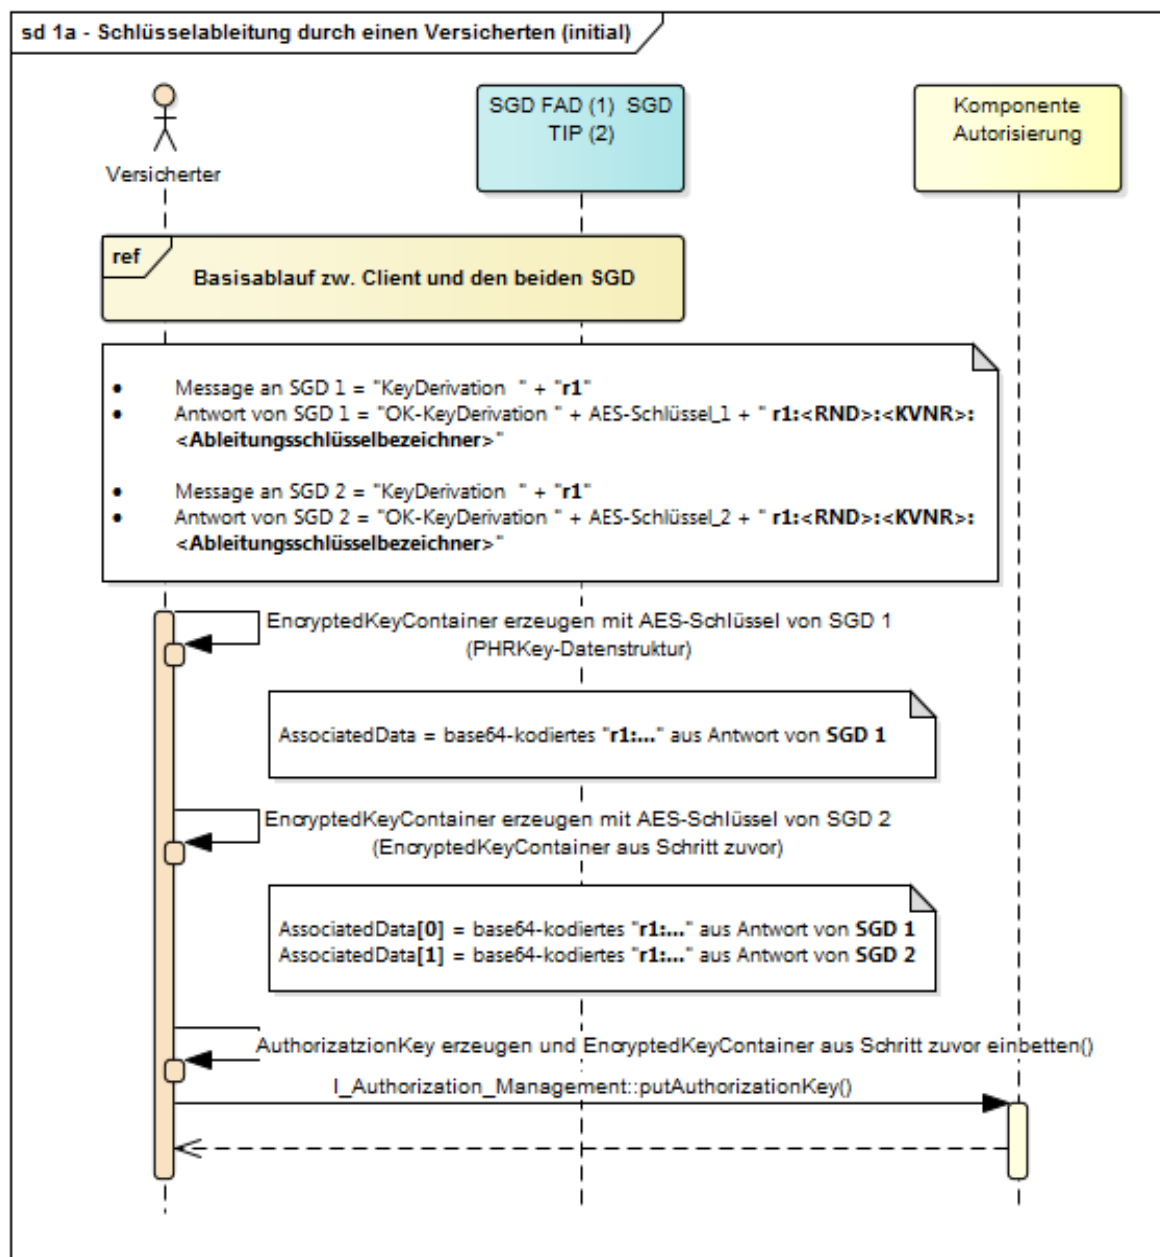 sd 1a - Schlüsselableitung durch einen Versicherten (initial)
SGD FAD (1)  SGD
TIP (2)
Komponente
Autorisierung
Versicherter
ref
Basisablauf zw. Client und den beiden SGD
• Message an SGD 1 = "KeyDerivation  " + "r1"
• Antwort von SGD 1 = "OK-KeyDerivation " + AES-Schlüssel_1 + " r1:<RND>:<KVNR>:
<Ableitungsschlüsselbezeichner>"
• Message an SGD 2 = "KeyDerivation  " + "r1"
• Antwort von SGD 2 = "OK-KeyDerivation " + AES-Schlüssel_2 + " r1:<RND>:<KVNR>:
<Ableitungsschlüsselbezeichner>"
EncryptedKeyContainer erzeugen mit AES-Schlüssel von SGD 1
(PHRKey-Datenstruktur)
AssociatedData = base64-kodiertes "r1:..." aus Antwort von SGD 1
EncryptedKeyContainer erzeugen mit AES-Schlüssel von SGD 2
(EncryptedKeyContainer aus Schritt zuvor)
AssociatedData[0] = base64-kodiertes "r1:..." aus Antwort von SGD 1
AssociatedData[1] = base64-kodiertes "r1:..." aus Antwort von SGD 2
AuthorizatzionKey erzeugen und EncryptedKeyContainer aus Schritt zuvor einbetten()
I_Authorization_Management::putAuthorizationKey()